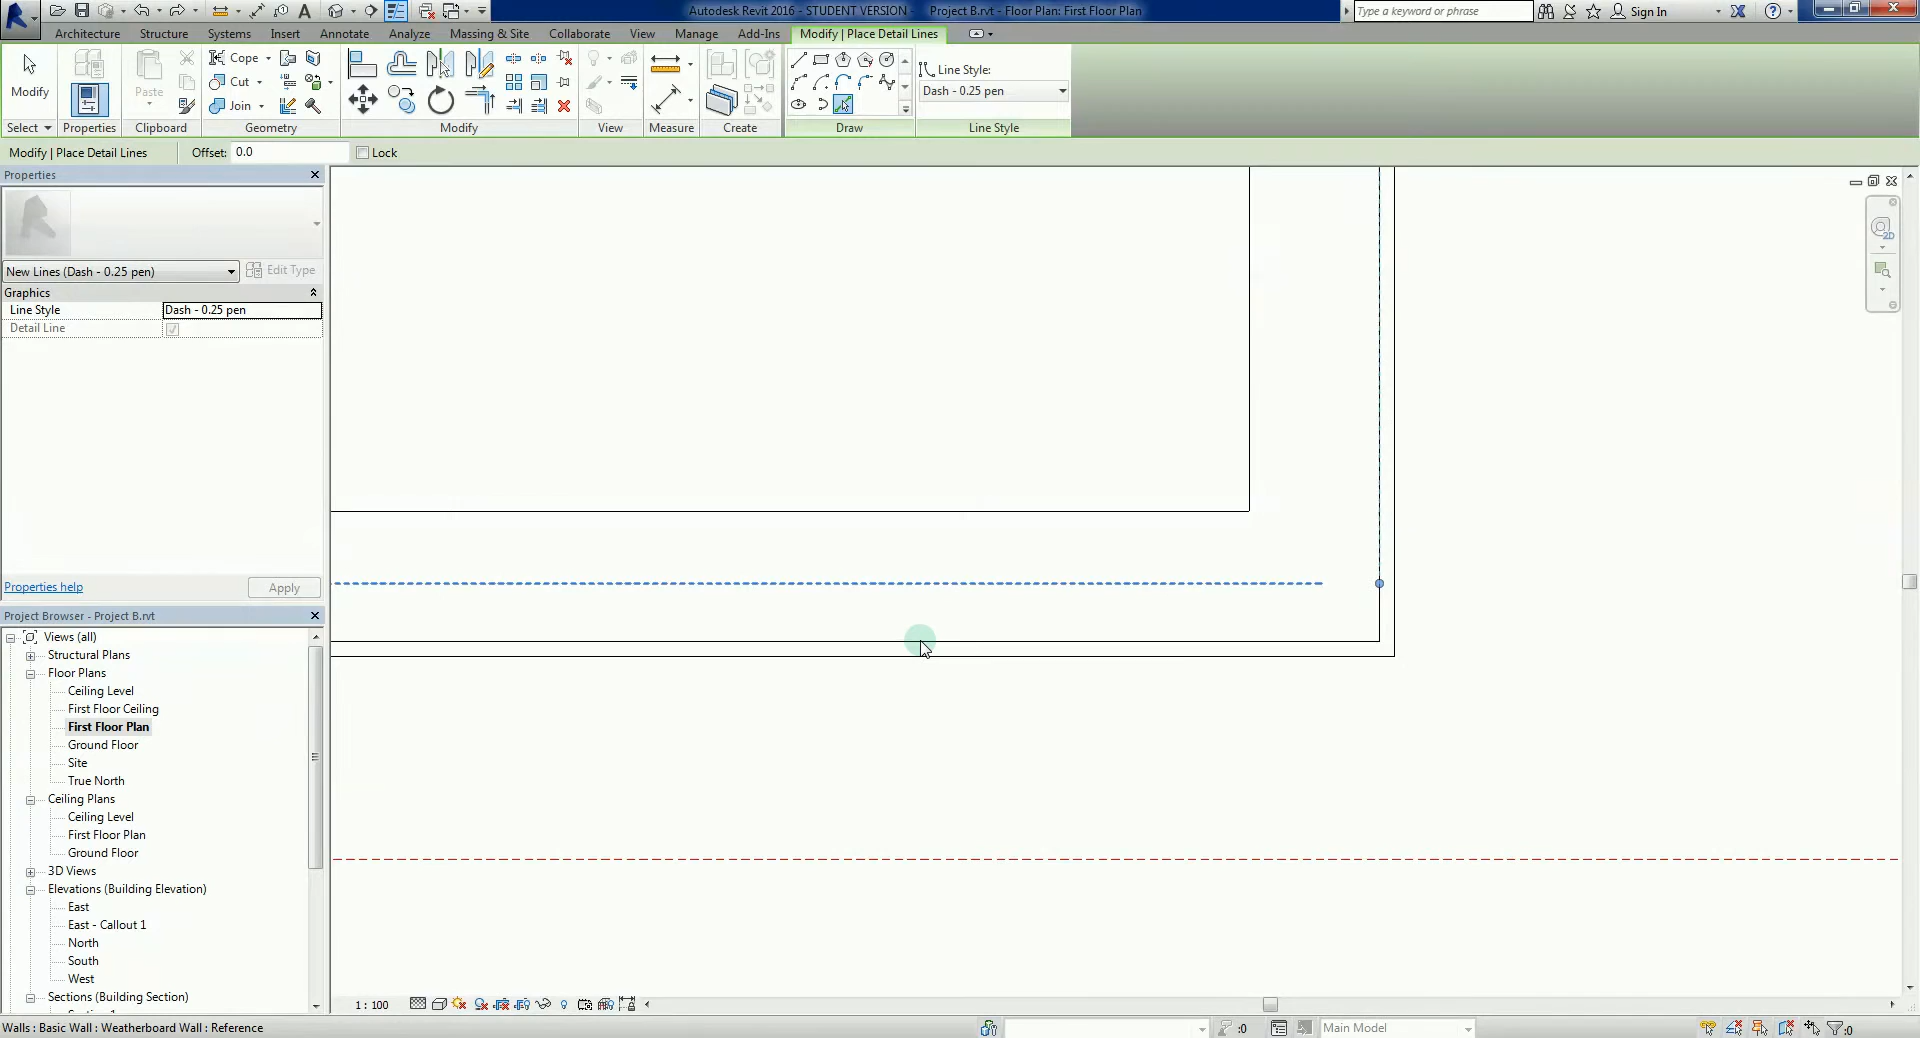 Autodesk Revit 2016 - STUDENT VERSION - Project B.rvt - Floor Plan: First Floor Plan
Type a keyword or phrase
Sign In
Architecture Structure Systems Insert Annotate Analyze Massing & Site Collaborate View Manage Add-Ins Modify | Place Detail Lines
Modify
Paste
Cope
Cut
Join
Line Style:
Dash - 0.25 pen
Select Properties Clipboard Geometry Modify View Measure Create Draw Line Style
Modify | Place Detail Lines Offset: 0.0 Lock
Properties
New Lines (Dash - 0.25 pen) Edit Type
Graphics
Line Style Dash - 0.25 pen
Detail Line
Properties help Apply
Project Browser - Project B.rvt
Views (all)
Structural Plans
Floor Plans
Ceiling Level
First Floor Ceiling
First Floor Plan
Ground Floor
Site
True North
Ceiling Plans
Ceiling Level
First Floor Plan
Ground Floor
3D Views
Elevations (Building Elevation)
East
East - Callout 1
North
South
West
Sections (Building Section)
2D
1 : 100
Walls : Basic Wall : Weatherboard Wall : Reference
:0
Main Model
:0